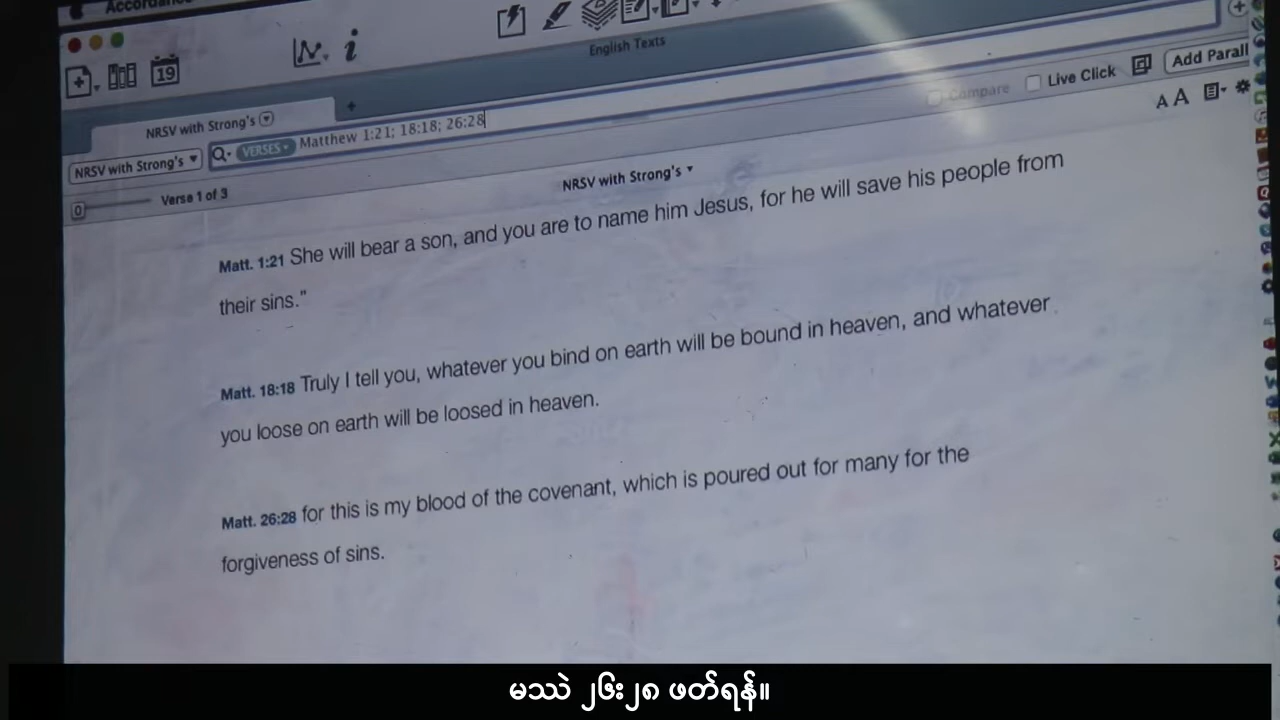 English Texts
19
NRSV with Strong's
+
NRSV with Strong's
VERSES
Matthew 1:21; 18:18; 26:28
Compare
Live Click
Add Parall
Verse 1 of 3
NRSV with Strong's
A A
Matt. 1:21 She will bear a son, and you are to name him Jesus, for he will save his people from
their sins."
Matt. 18:18 Truly I tell you, whatever you bind on earth will be bound in heaven, and whatever
you loose on earth will be loosed in heaven.
Matt. 26:28 for this is my blood of the covenant, which is poured out for many for the
forgiveness of sins.
မဿဲ ၂၆း၂၈ ဖတ်ရန်။